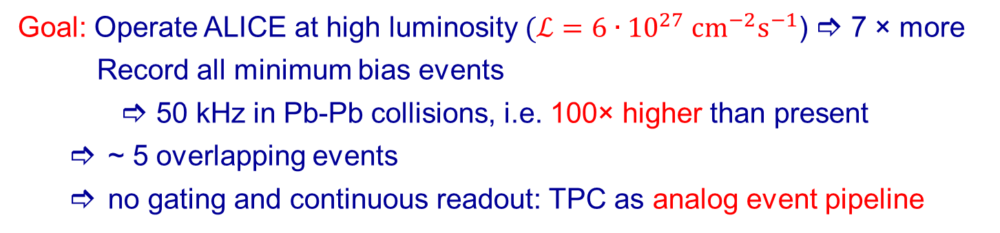 Goal: Operate ALICE at high luminosity (ℒ = 6 · 10²⁷ cm⁻²s⁻¹) ⇨ 7 × more
Record all minimum bias events
⇨ 50 kHz in Pb-Pb collisions, i.e. 100× higher than present
⇨ ~ 5 overlapping events
⇨ no gating and continuous readout: TPC as analog event pipeline